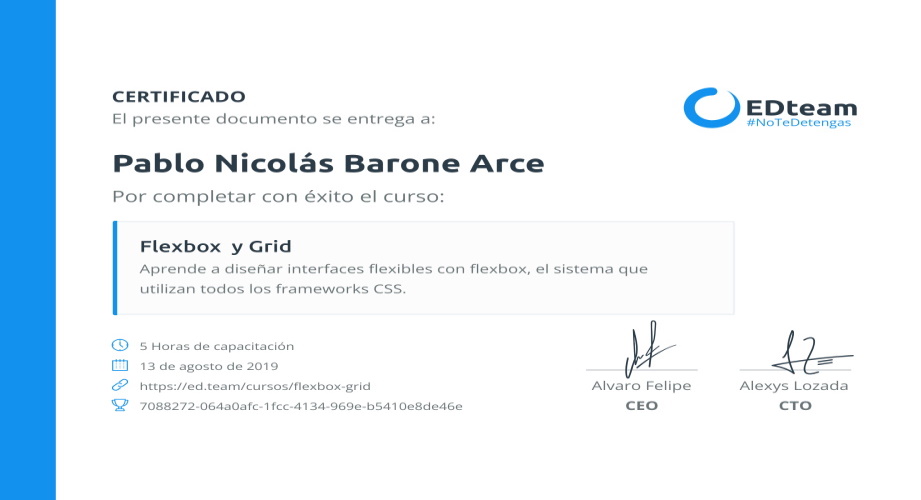 CERTIFICADO
El presente documento se entrega a:
EDteam
#NoTeDetengas
Pablo Nicolás Barone Arce
Por completar con éxito el curso:
Flexbox y Grid
Aprende a diseñar interfaces flexibles con flexbox, el sistema que
utilizan todos los frameworks CSS.
5 Horas de capacitación
13 de agosto de 2019
https://ed.team/cursos/flexbox-grid
7088272-064a0afc-1fcc-4134-969e-b5410e8de46e
Alvaro Felipe
CEO
Alexys Lozada
CTO